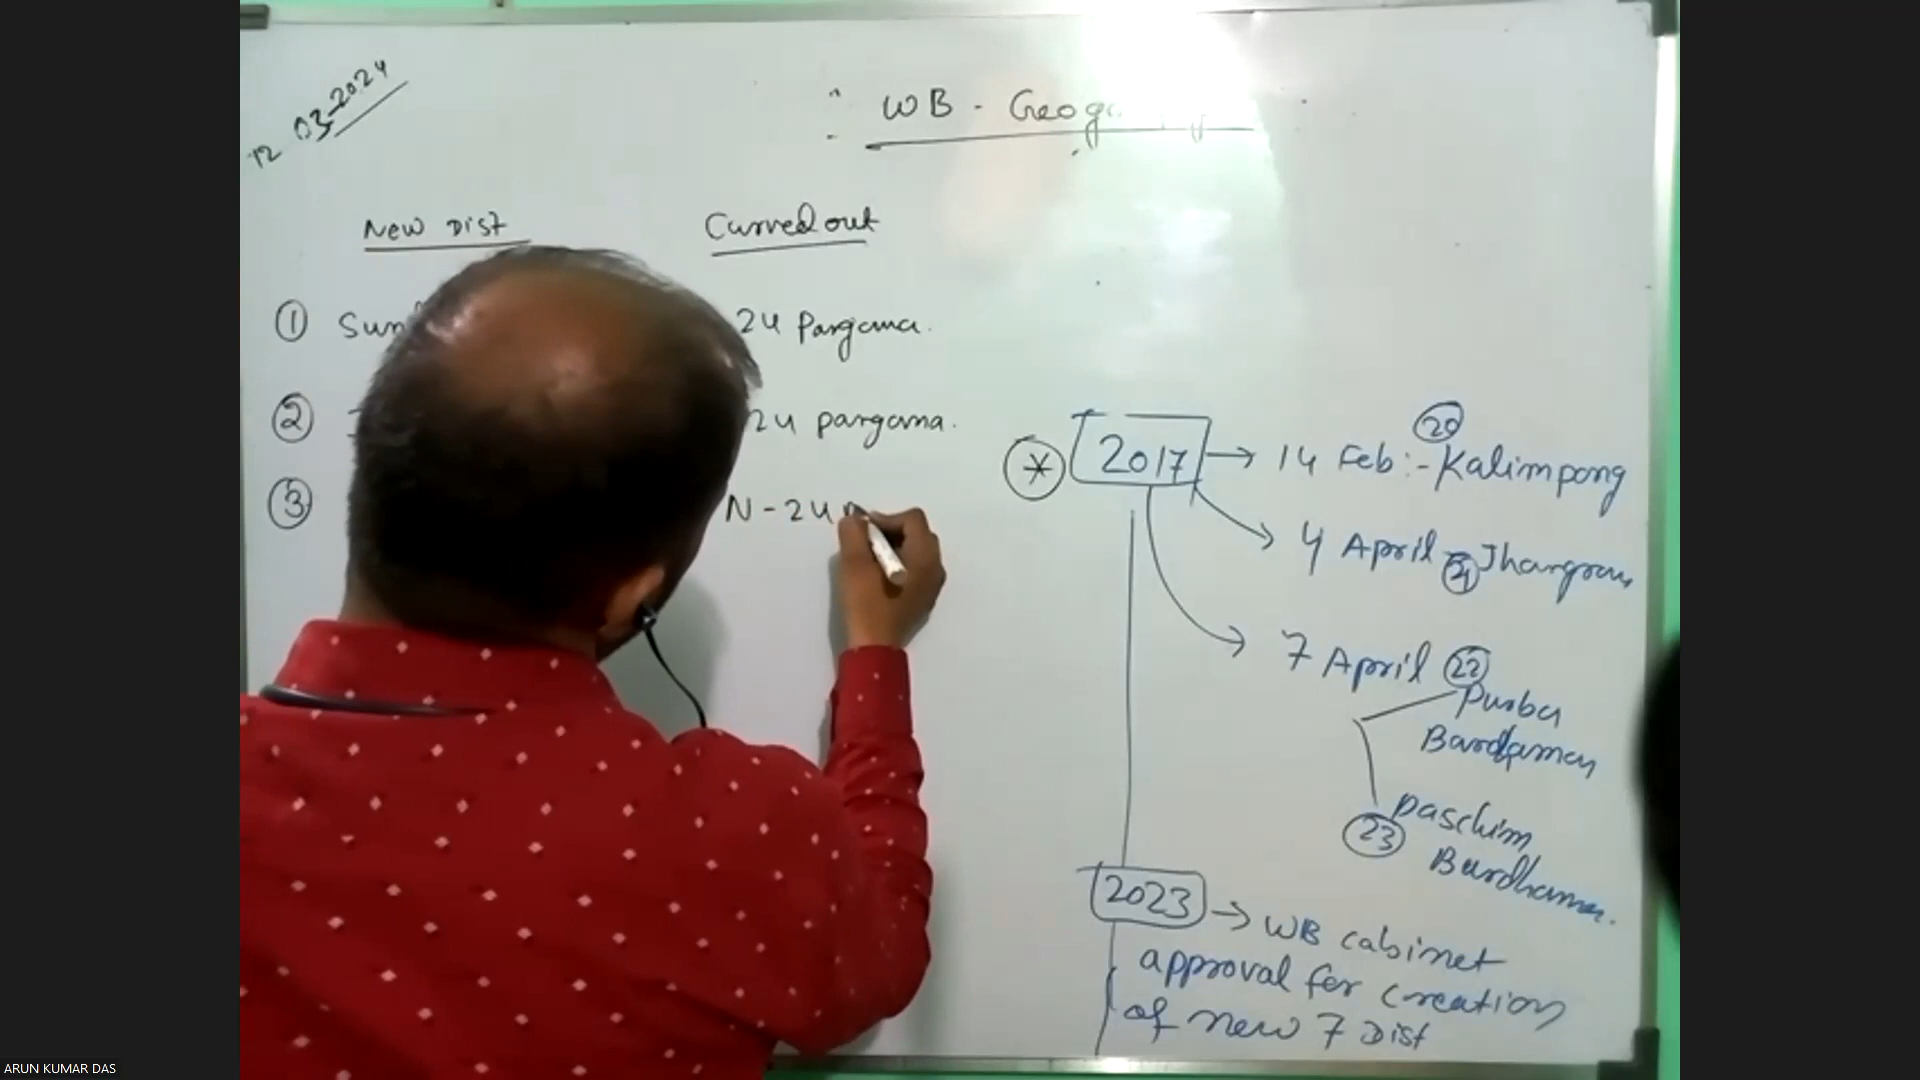 12 03-2024
WB - Geog
New Dist
Curved out
① Sun
24 Pargana.
② 
24 pargana.
③
N - 24 P
* 2017 → 14 Feb :- ⑳ Kalimpong
→ 4 April - ㉑ Jhargram
→ 7 April ㉒ Purba
Bardhaman
㉓ Paschim
Bardhaman.
2023 → WB cabinet
approval for creation
of new 7 Dist
ARUN KUMAR DAS